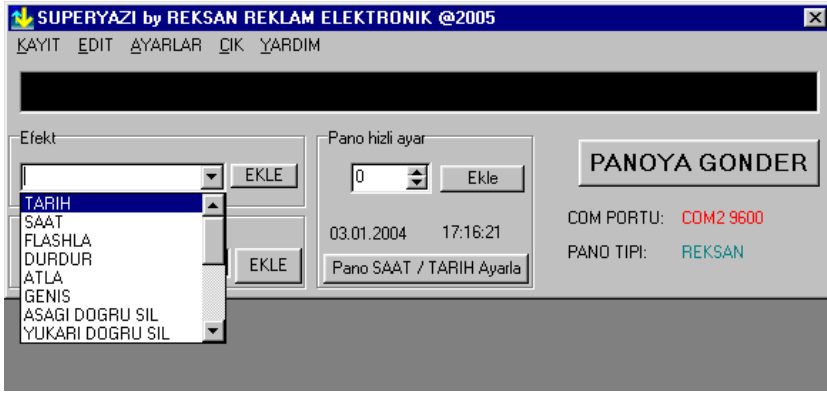 SUPERYAZI by REKSAN REKLAM ELEKTRONIK @2005
KAYIT EDIT AYARLAR CIK YARDIM
Efekt
EKLE
TARIH
SAAT
FLASHLA
DURDUR
ATLA
GENIS
ASAGI DOGRU SIL
YUKARI DOGRU SIL
EKLE
Pano hizli ayar
0
Ekle
03.01.2004 17:16:21
Pano SAAT / TARIH Ayarla
PANOYA GONDER
COM PORTU: COM2 9600
PANO TIPI: REKSAN